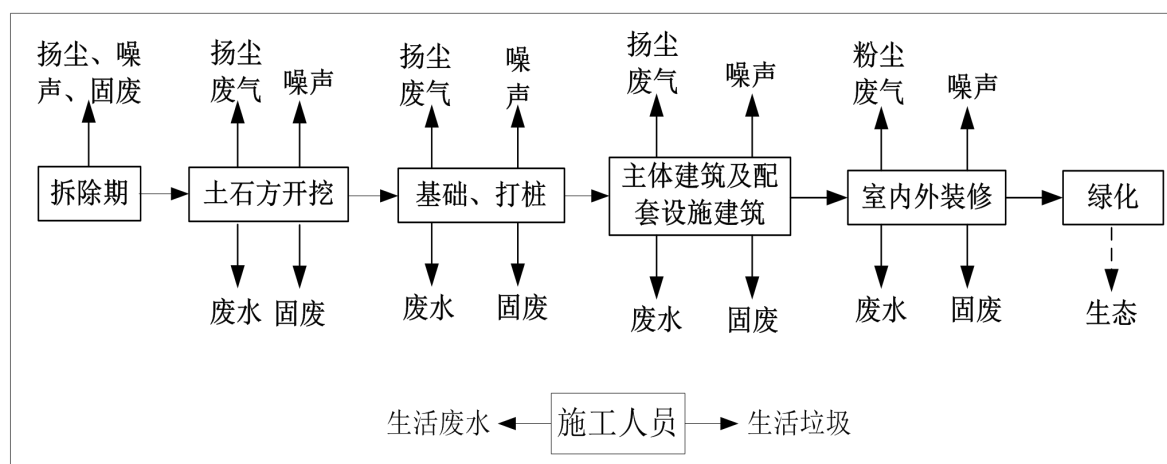 扬尘、噪
声、固废
扬尘
废气
噪声
扬尘
废气
噪
声
扬尘
废气
噪声
粉尘
废气
噪声
拆除期
土石方开挖
基础、打桩
主体建筑及配
套设施建筑
室内外装修
绿化
废水
固废
废水
固废
废水
固废
废水
固废
生态
生活废水
施工人员
生活垃圾